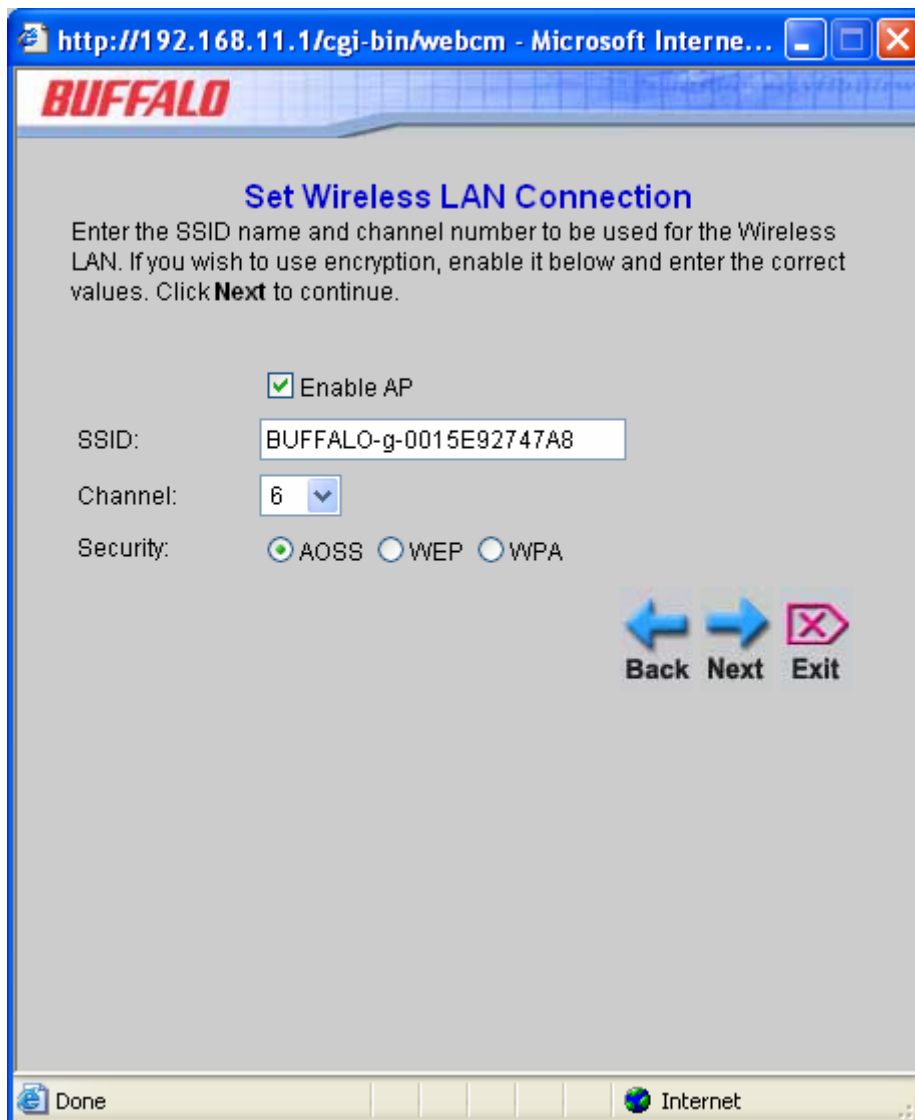 http://192.168.11.1/cgi-bin/webcm - Microsoft Interne...
BUFFALO
Set Wireless LAN Connection
Enter the SSID name and channel number to be used for the Wireless
LAN. If you wish to use encryption, enable it below and enter the correct
values. Click Next to continue.
Enable AP
SSID: BUFFALO-g-0015E92747A8
Channel: 6
Security: AOSS WEP WPA
Back Next Exit
Done Internet